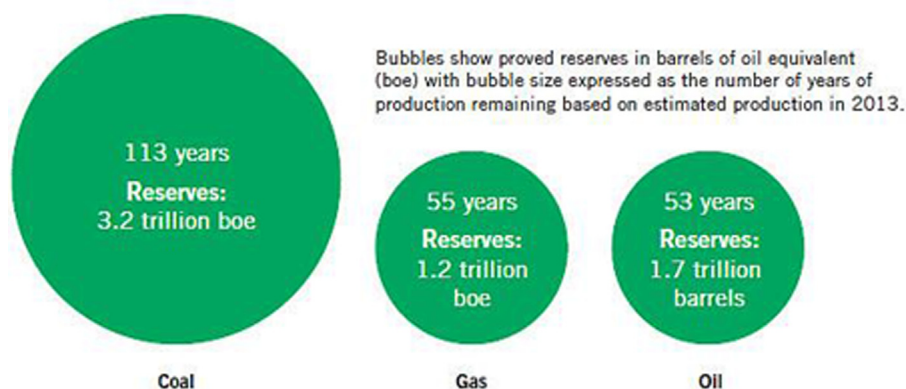 Bubbles show proved reserves in barrels of oil equivalent
(boe) with bubble size expressed as the number of years of
production remaining based on estimated production in 2013.
113 years
Reserves:
3.2 trillion boe
55 years
Reserves:
1.2 trillion
boe
53 years
Reserves:
1.7 trillion
barrels
Coal
Gas
Oil